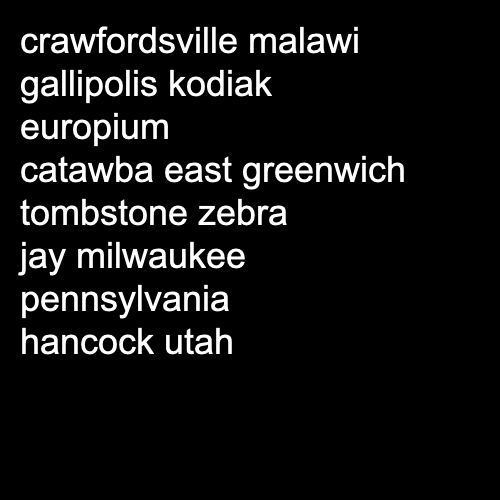 crawfordsville malawi
gallipolis kodiak
europium
catawba east greenwich
tombstone zebra
jay milwaukee
pennsylvania
hancock utah